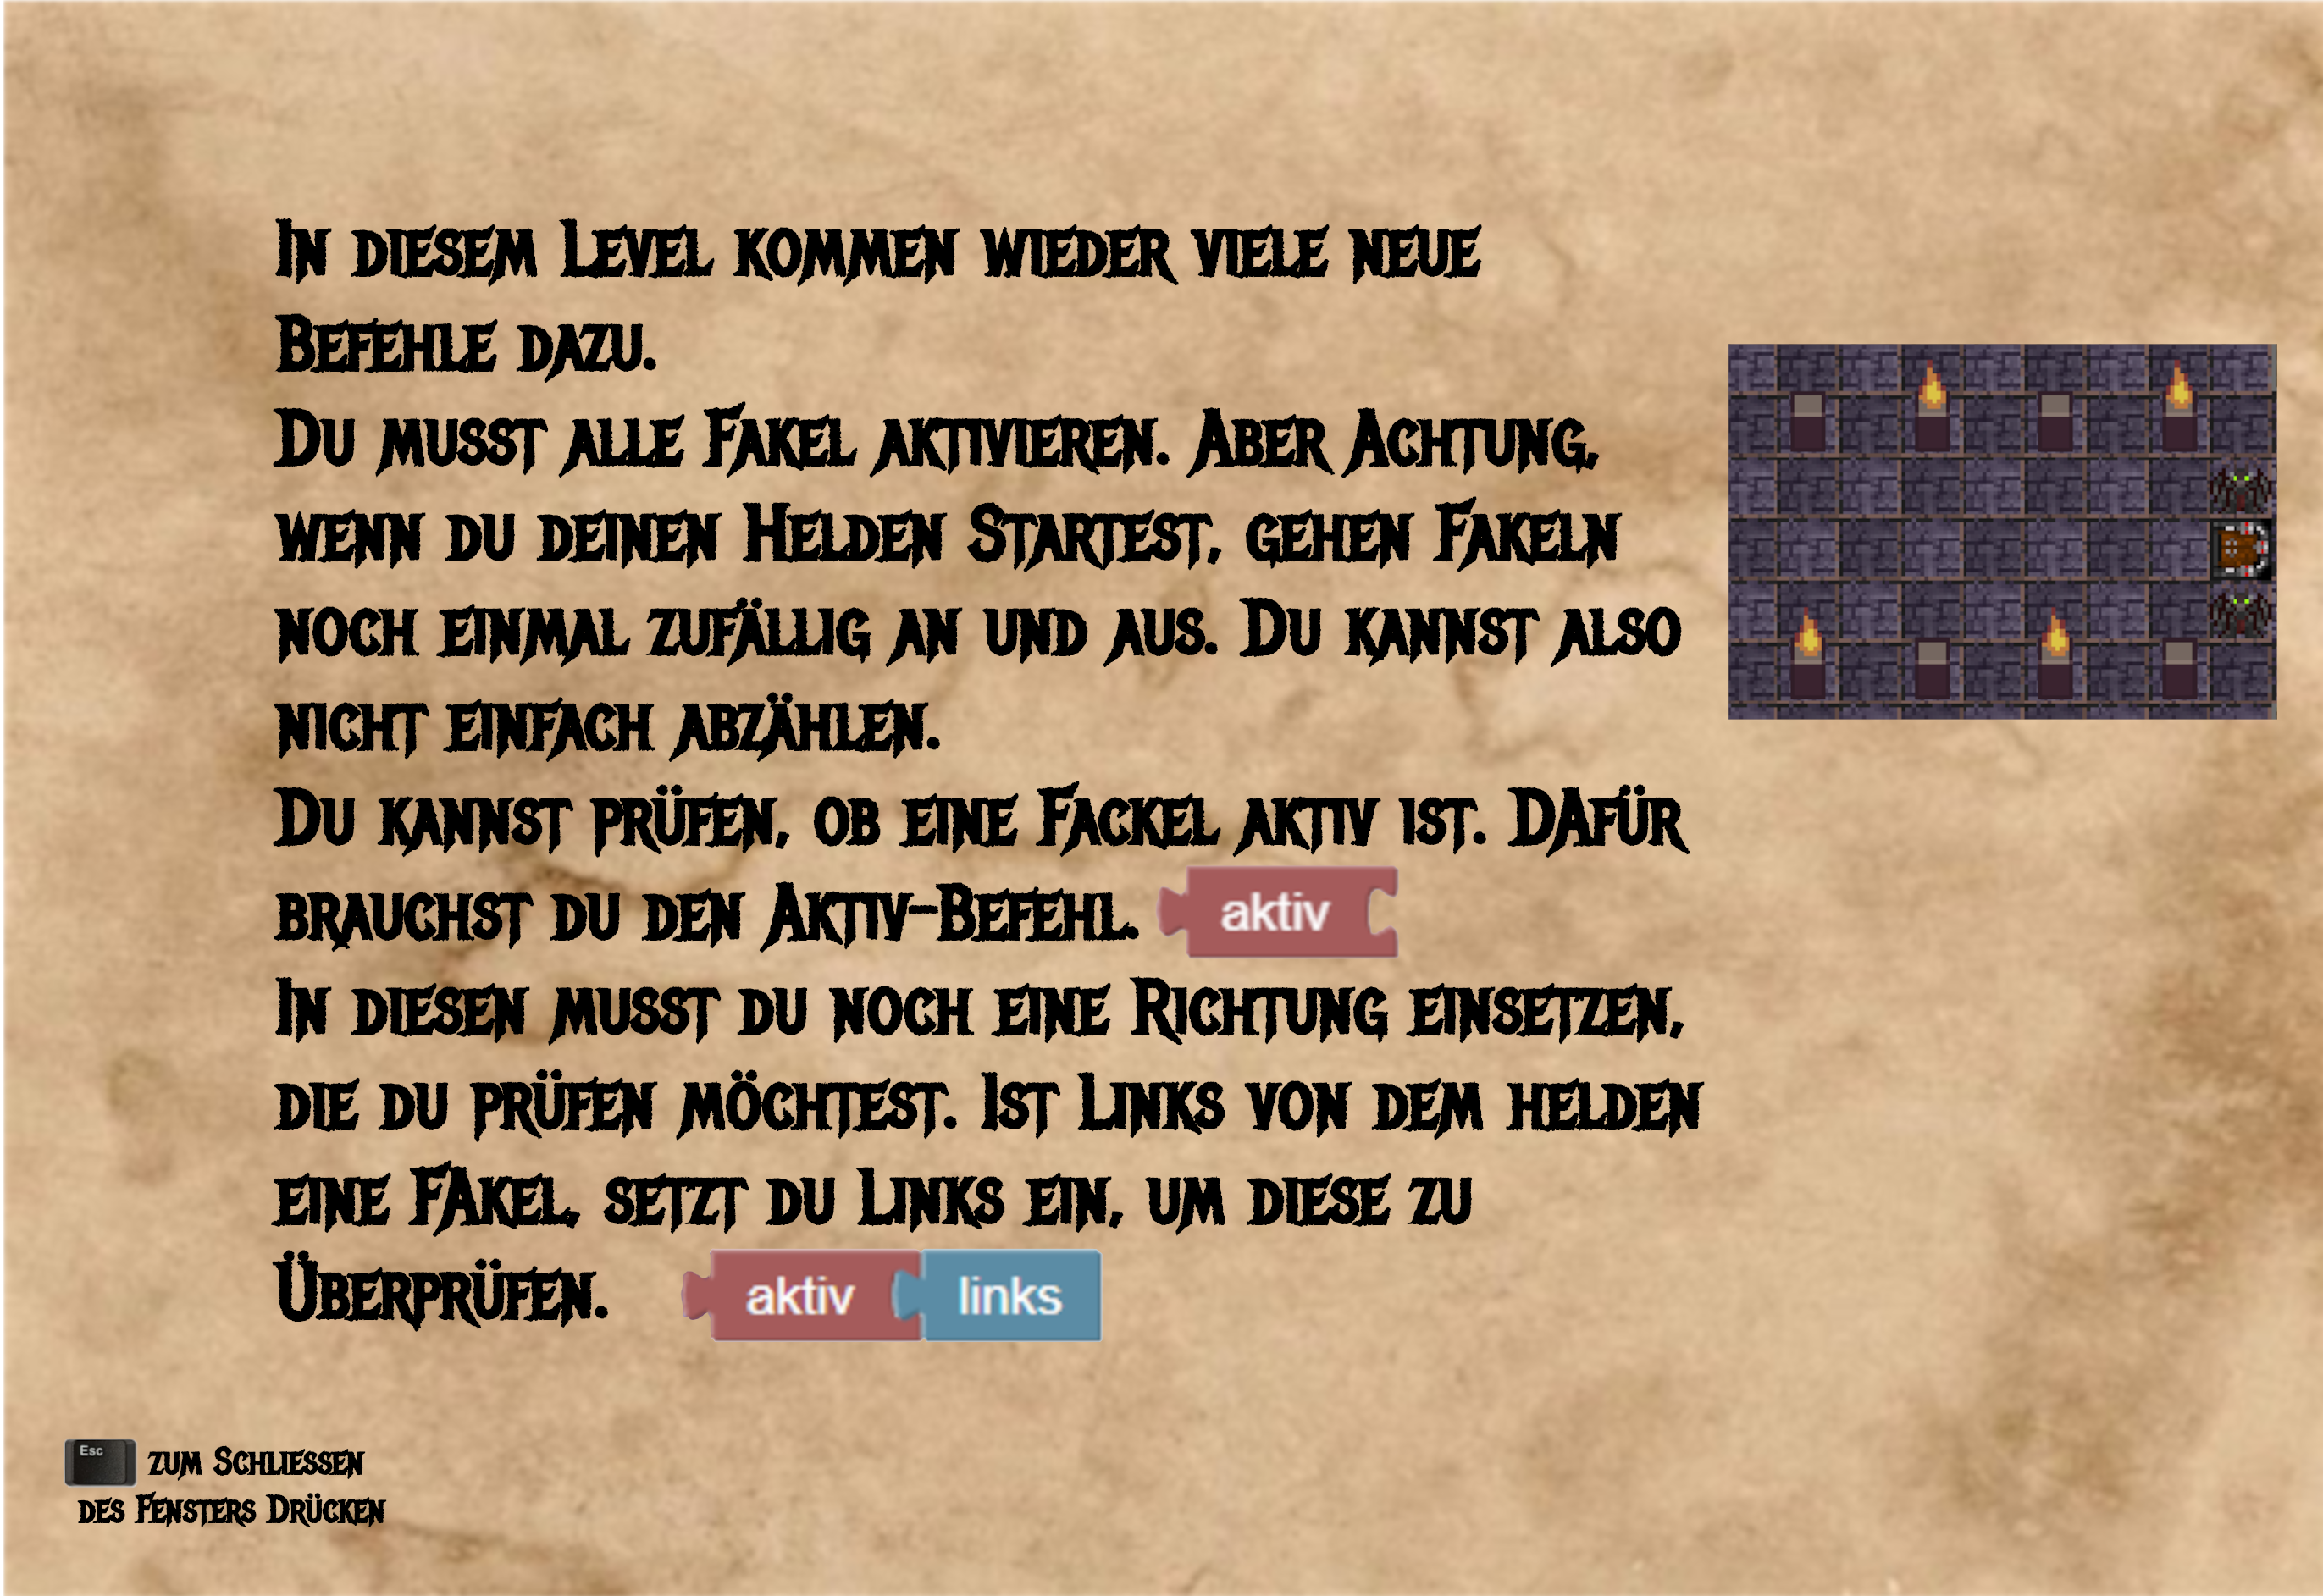 In diesem Level kommen wieder viele neue
Befehle dazu.
Du musst alle Fakel aktivieren. Aber Achtung,
wenn du deinen Helden Startest, gehen Fakeln
noch einmal zufällig an und aus. Du kannst also
nicht einfach abzählen.
Du kannst prüfen, ob eine Fackel aktiv ist. DAfür
brauchst du den Aktiv-Befehl. aktiv
In diesen musst du noch eine Richtung einsetzen,
die du prüfen möchtest. Ist Links von dem helden
eine FAkel, setzt du Links ein, um diese zu
Überprüfen. aktiv links
Esc zum Schliessen
des Fensters Drücken